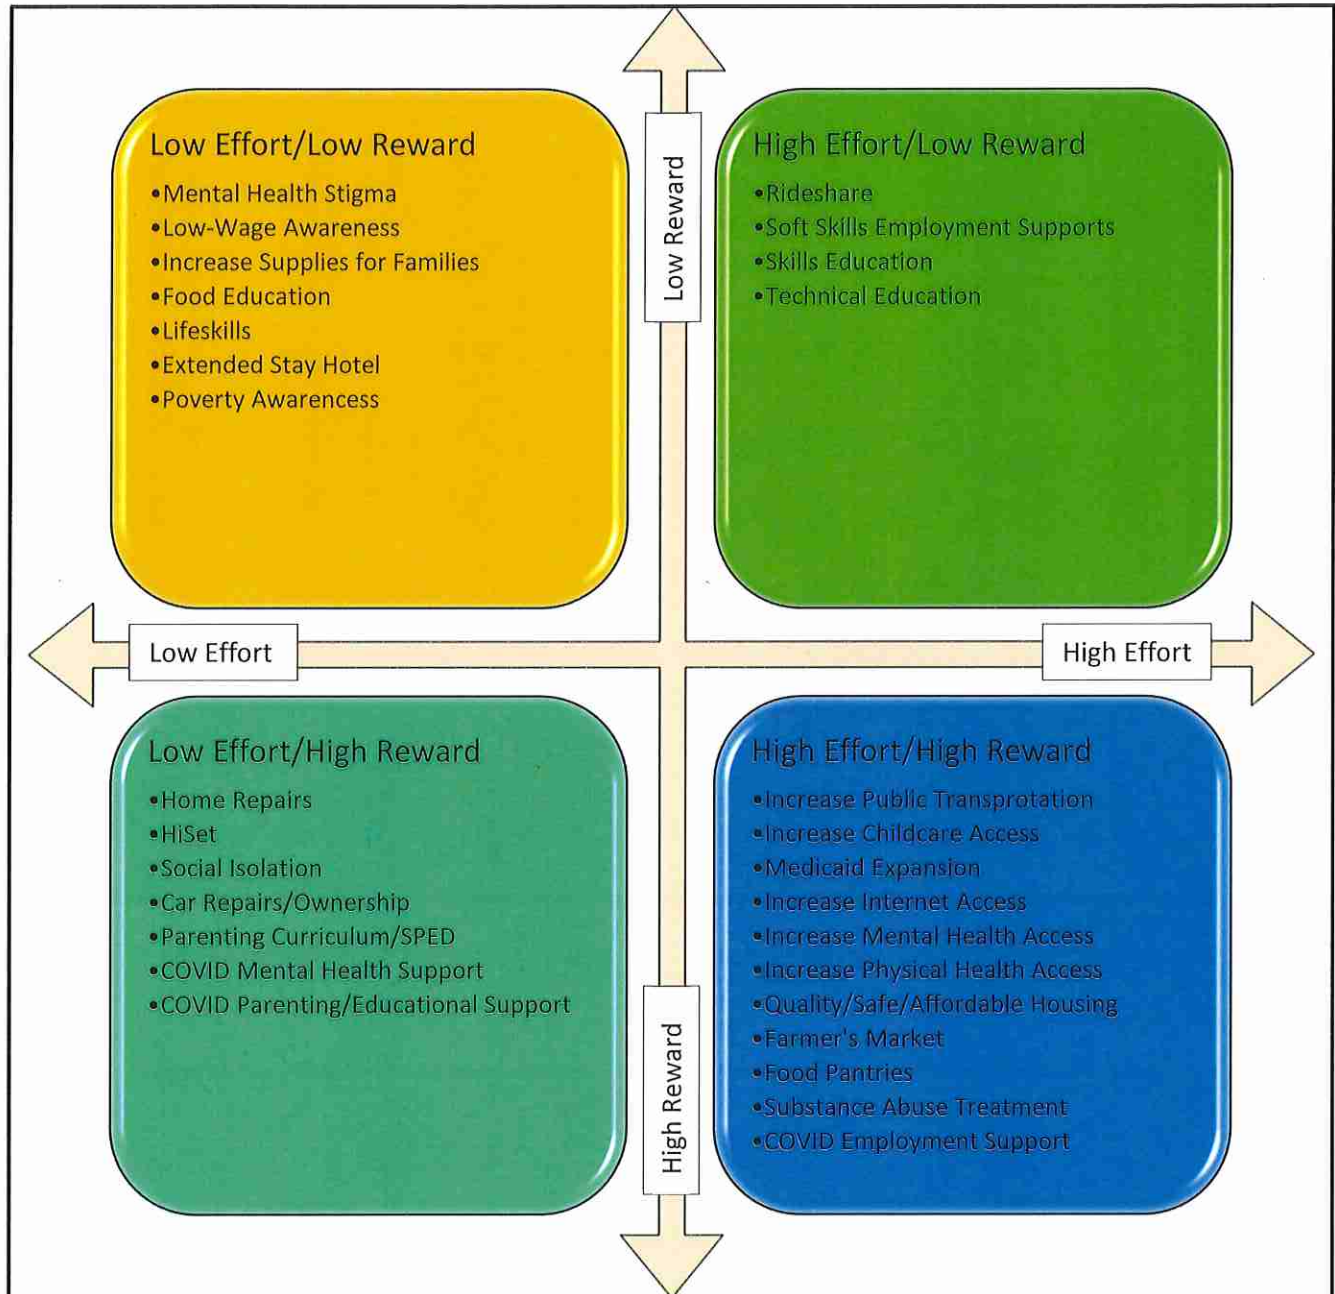 Low Reward
Low Effort/Low Reward
•Mental Health Stigma
•Low-Wage Awareness
•Increase Supplies for Families
•Food Education
•Lifeskills
•Extended Stay Hotel
•Poverty Awarencess
High Effort/Low Reward
•Rideshare
•Soft Skills Employment Supports
•Skills Education
•Technical Education
Low Effort
High Effort
Low Effort/High Reward
•Home Repairs
•HiSet
•Social Isolation
•Car Repairs/Ownership
•Parenting Curriculum/SPED
•COVID Mental Health Support
•COVID Parenting/Educational Support
High Effort/High Reward
•Increase Public Transprotation
•Increase Childcare Access
•Medicaid Expansion
•Increase Internet Access
•Increase Mental Health Access
•Increase Physical Health Access
•Quality/Safe/Affordable Housing
•Farmer's Market
•Food Pantries
•Substance Abuse Treatment
•COVID Employment Support
High Reward